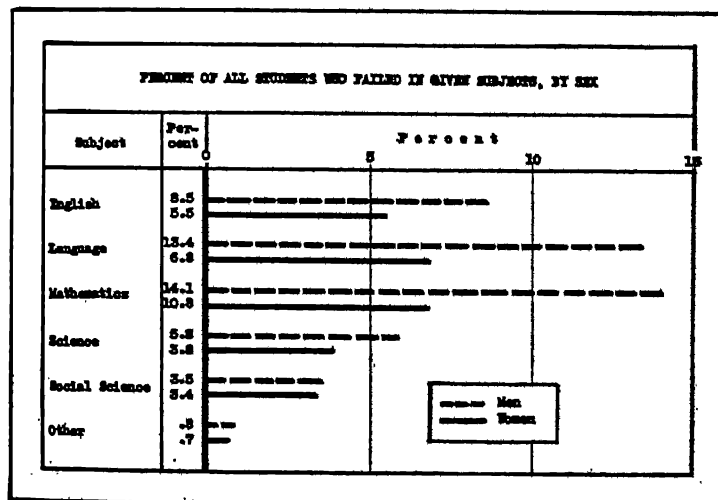 PERCENT OF ALL STUDENTS WHO FAILED IN GIVEN SUBJECTS, BY SEX
Subject
Per-
cent
Percent
0 5 10 15
English 8.5
5.5
Language 13.4
6.8
Mathematics 14.1
10.8
Science 5.8
3.8
Social Science 3.5
3.4
Other .8
.7
Men
Women